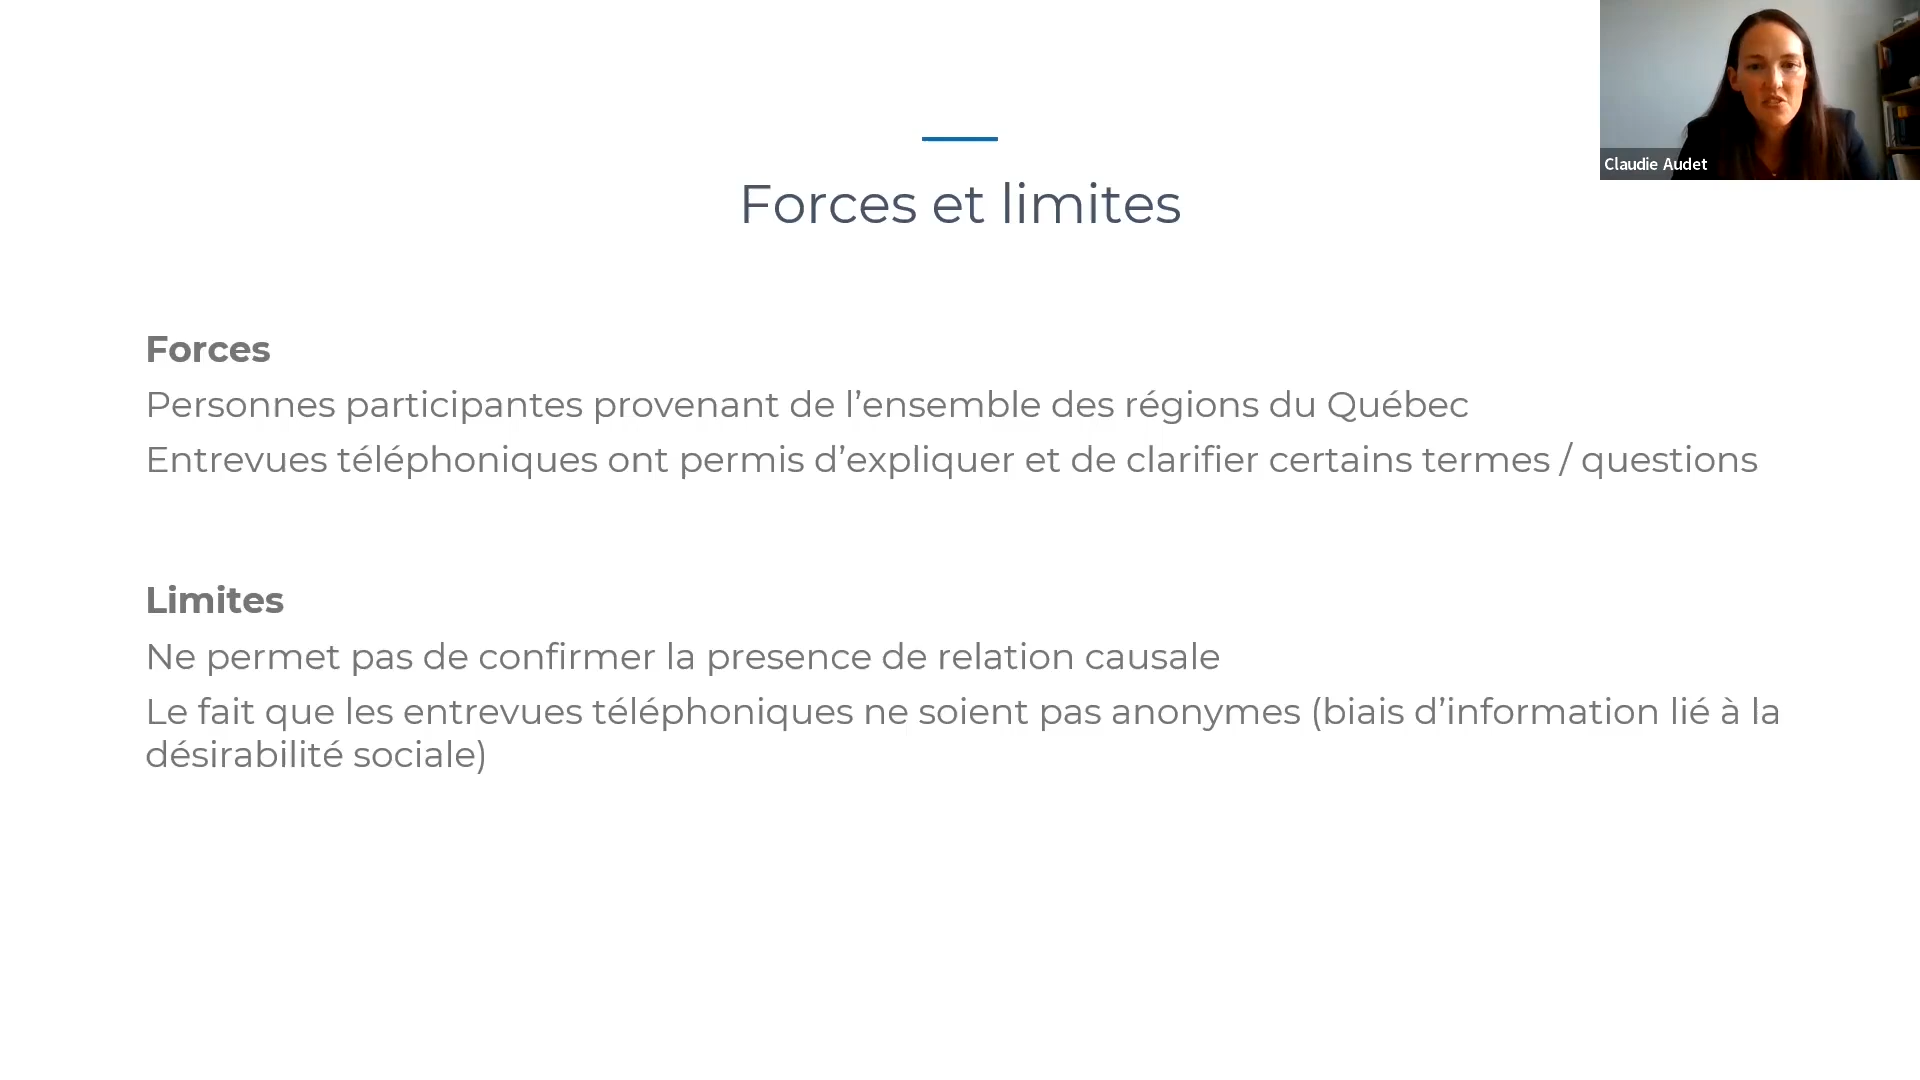 Claudie Audet
Forces et limites
Forces
Personnes participantes provenant de l’ensemble des régions du Québec
Entrevues téléphoniques ont permis d’expliquer et de clarifier certains termes / questions
Limites
Ne permet pas de confirmer la presence de relation causale
Le fait que les entrevues téléphoniques ne soient pas anonymes (biais d’information lié à la
désirabilité sociale)